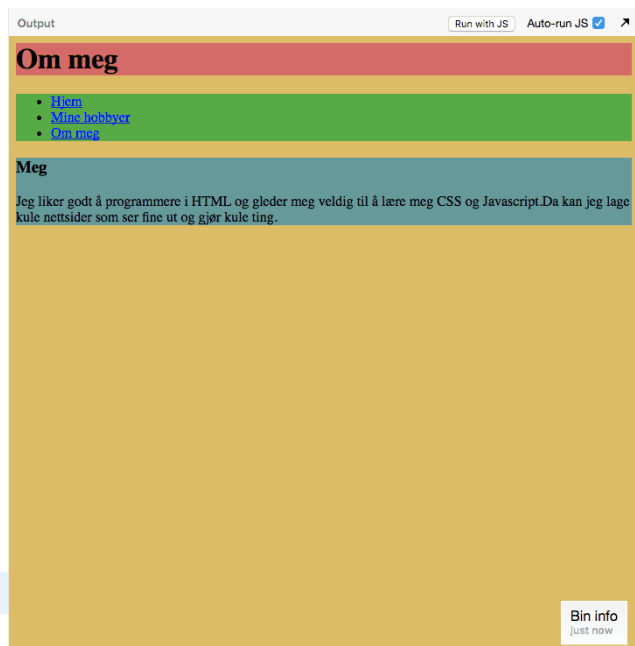 Output Run with JS Auto-run JS
Om meg
Hjem
Mine hobbyer
Om meg
Meg
Jeg liker godt å programmere i HTML og gleder meg veldig til å lære meg CSS og Javascript.Da kan jeg lage
kule nettsider som ser fine ut og gjør kule ting.
Bin info
just now